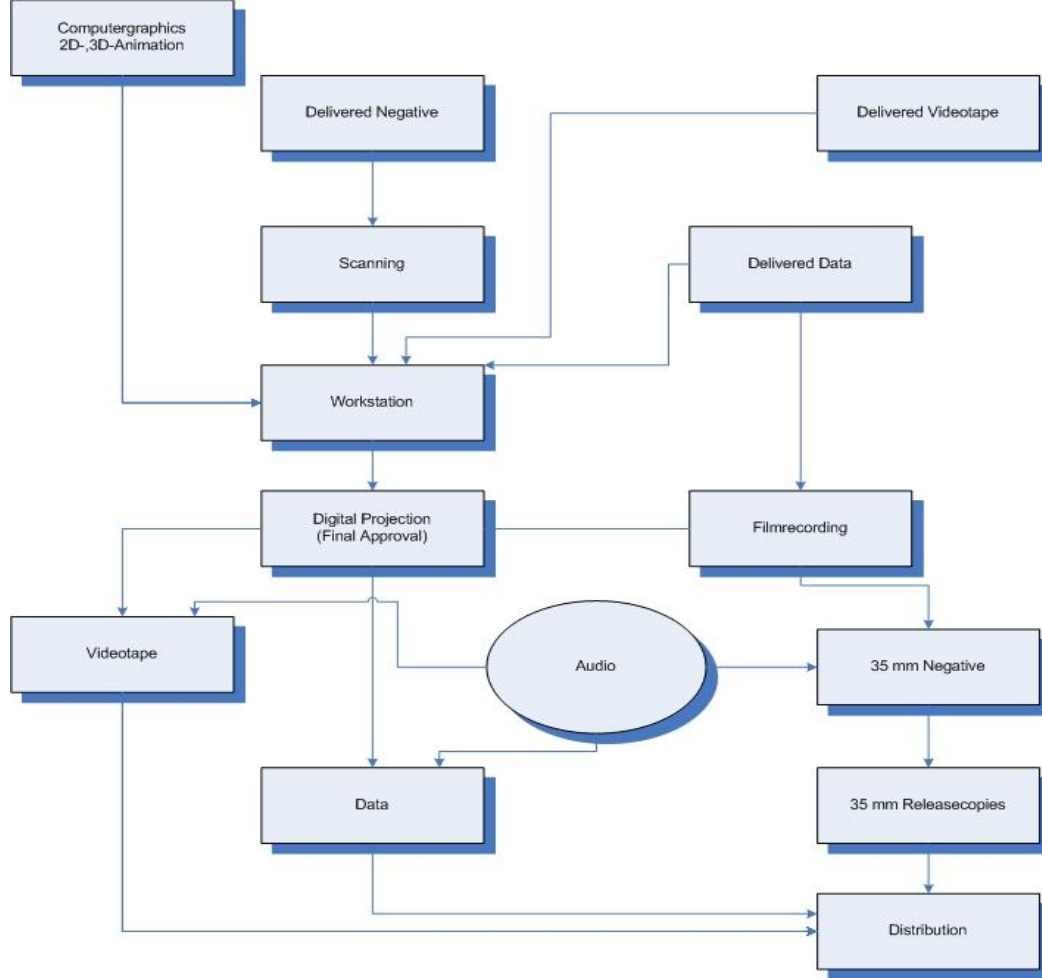 Computergraphics
2D-,3D-Animation
Delivered Negative
Delivered Videotape
Scanning
Delivered Data
Workstation
Digital Projection
(Final Approval)
Filmrecording
Videotape
Audio
35 mm Negative
Data
35 mm Releasecopies
Distribution